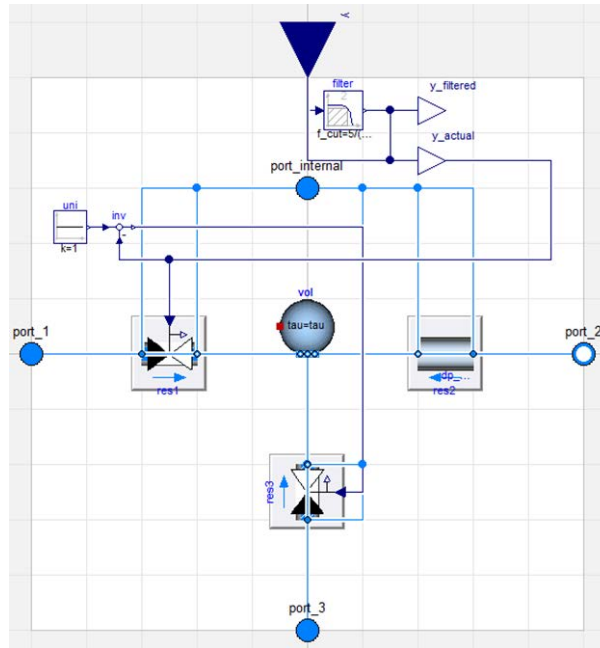 y
filter
2
f_cut=5/(...
y_filtered
y_actual
port_internal
uni
k=1
inv
-
vol
tau=tau
port_1
port_2
res1
dp_...
res2
res3
port_3